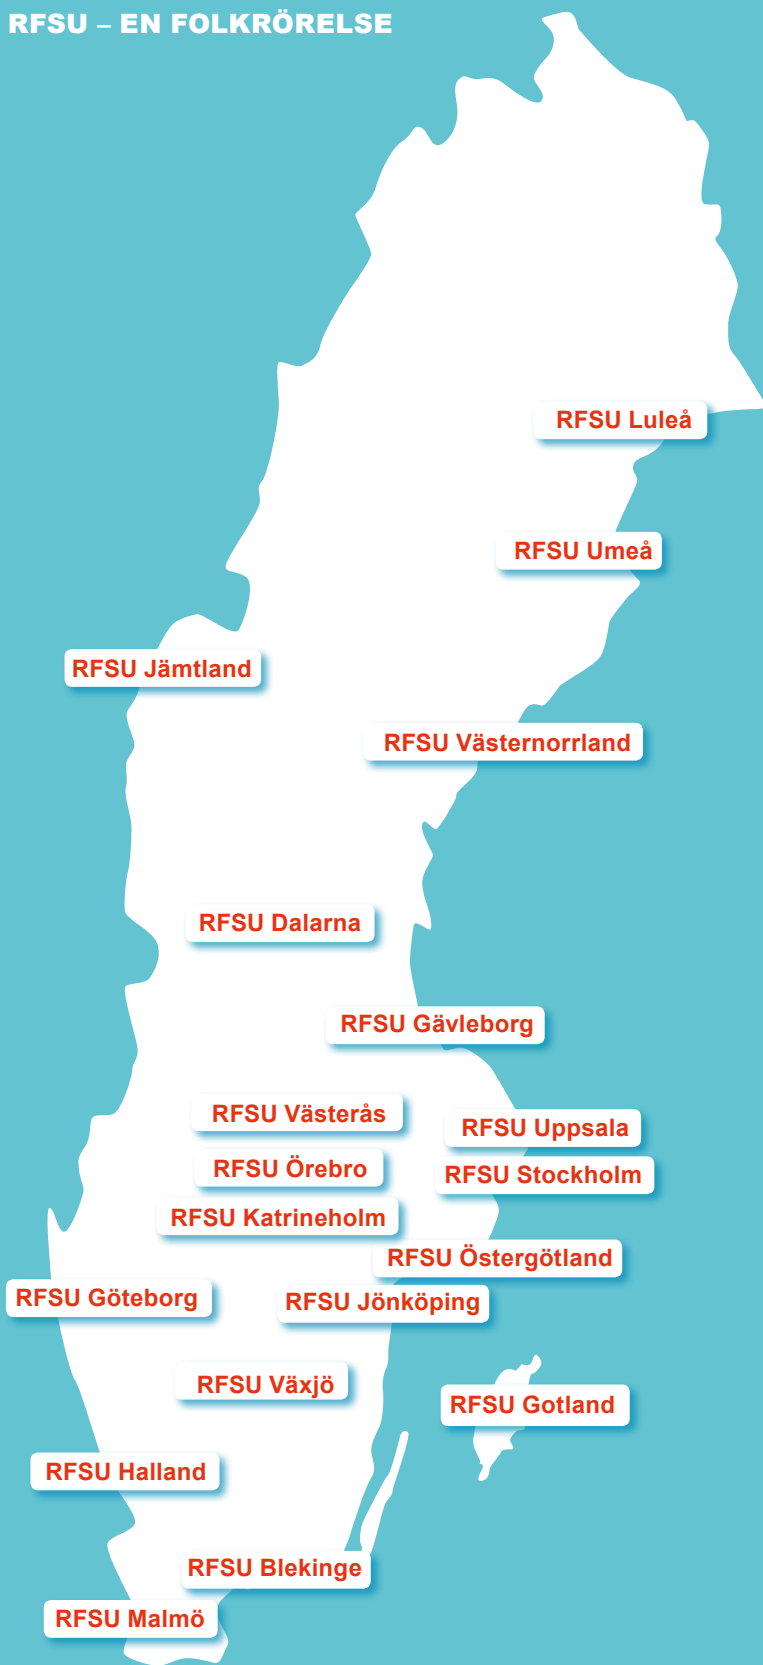 RFSU – EN FOLKRÖRELSE
RFSU Luleå
RFSU Umeå
RFSU Jämtland
RFSU Västernorrland
RFSU Dalarna
RFSU Gävleborg
RFSU Västerås
RFSU Uppsala
RFSU Örebro
RFSU Stockholm
RFSU Katrineholm
RFSU Östergötland
RFSU Göteborg
RFSU Jönköping
RFSU Växjö
RFSU Gotland
RFSU Halland
RFSU Blekinge
RFSU Malmö